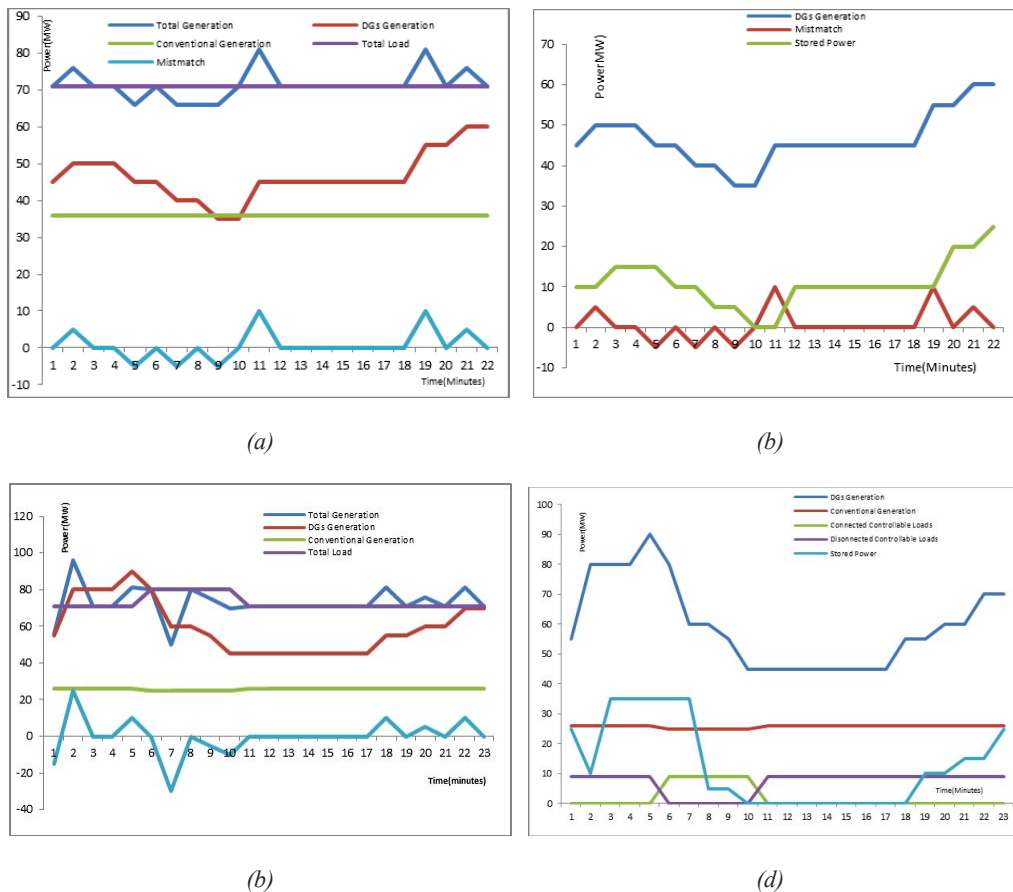 Total Generation
DGs Generation
Conventional Generation
Total Load
Mistmatch
Power(MW)
90
80
70
60
50
40
30
20
10
0
-10
1 2 3 4 5 6 7 8 9 10 11 12 13 14 15 16 17 18 19 20 21 22
Time(Minutes)
(a)
DGs Generation
Mistmatch
Stored Power
Power(MW)
70
60
50
40
30
20
10
0
-10
1 2 3 4 5 6 7 8 9 10 11 12 13 14 15 16 17 18 19 20 21 22
Time(Minutes)
(b)
Total Generation
DGs Generation
Conventional Generation
Total Load
Power(MW)
120
100
80
60
40
20
0
-20
-40
1 2 3 4 5 6 7 8 9 10 11 12 13 14 15 16 17 18 19 20 21 22 23
Time(minutes)
(b)
DGs Generation
Conventional Generation
Connected Controllable Loads
Disonnected Controllable Loads
Stored Power
Power(MW)
100
90
80
70
60
50
40
30
20
10
0
1 2 3 4 5 6 7 8 9 10 11 12 13 14 15 16 17 18 19 20 21 22 23
Time(Minutes)
(d)